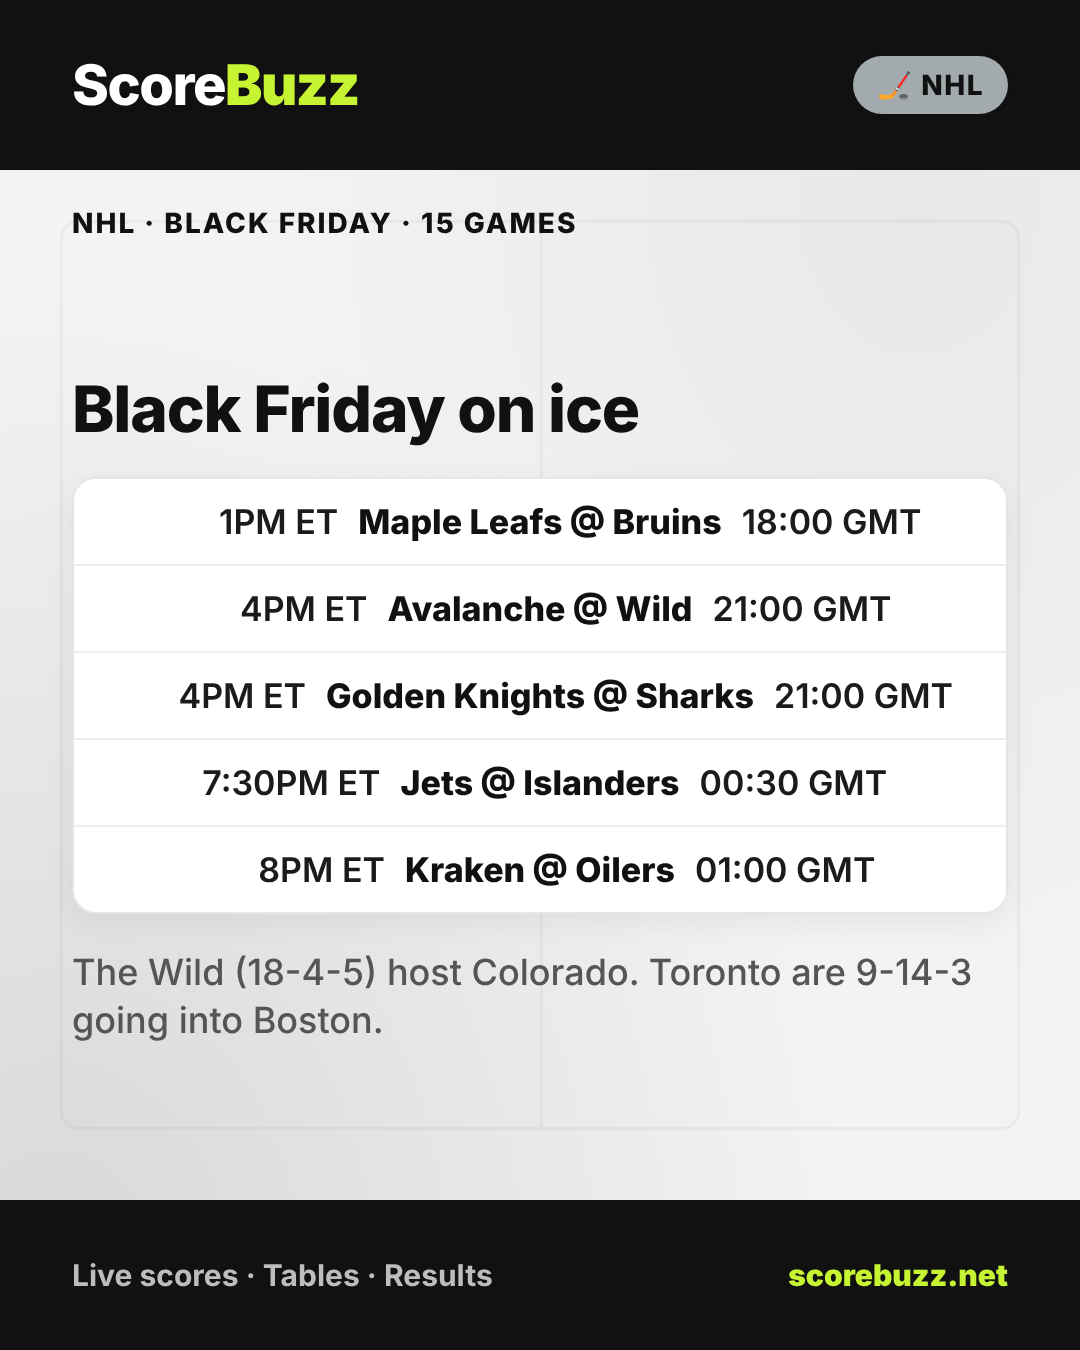 ScoreBuzz
NHL
NHL · BLACK FRIDAY · 15 GAMES
Black Friday on ice
1PM ET Maple Leafs @ Bruins 18:00 GMT
4PM ET Avalanche @ Wild 21:00 GMT
4PM ET Golden Knights @ Sharks 21:00 GMT
7:30PM ET Jets @ Islanders 00:30 GMT
8PM ET Kraken @ Oilers 01:00 GMT
The Wild (18-4-5) host Colorado. Toronto are 9-14-3
going into Boston.
Live scores · Tables · Results
scorebuzz.net